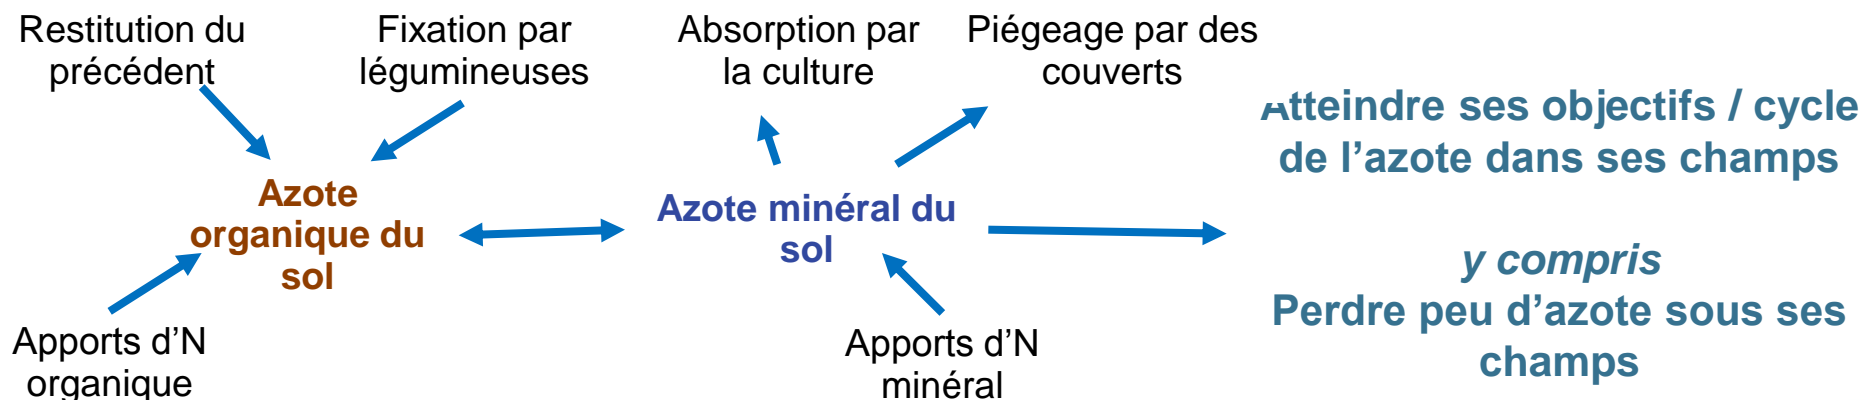 Restitution du
précédent
Fixation par
légumineuses
Absorption par
la culture
Piégeage par des
couverts
Atteindre ses objectifs / cycle
de l’azote dans ses champs
Azote
organique du
sol
Azote minéral du
sol
y compris
Perdre peu d’azote sous ses
champs
Apports d’N
organique
Apports d’N
minéral